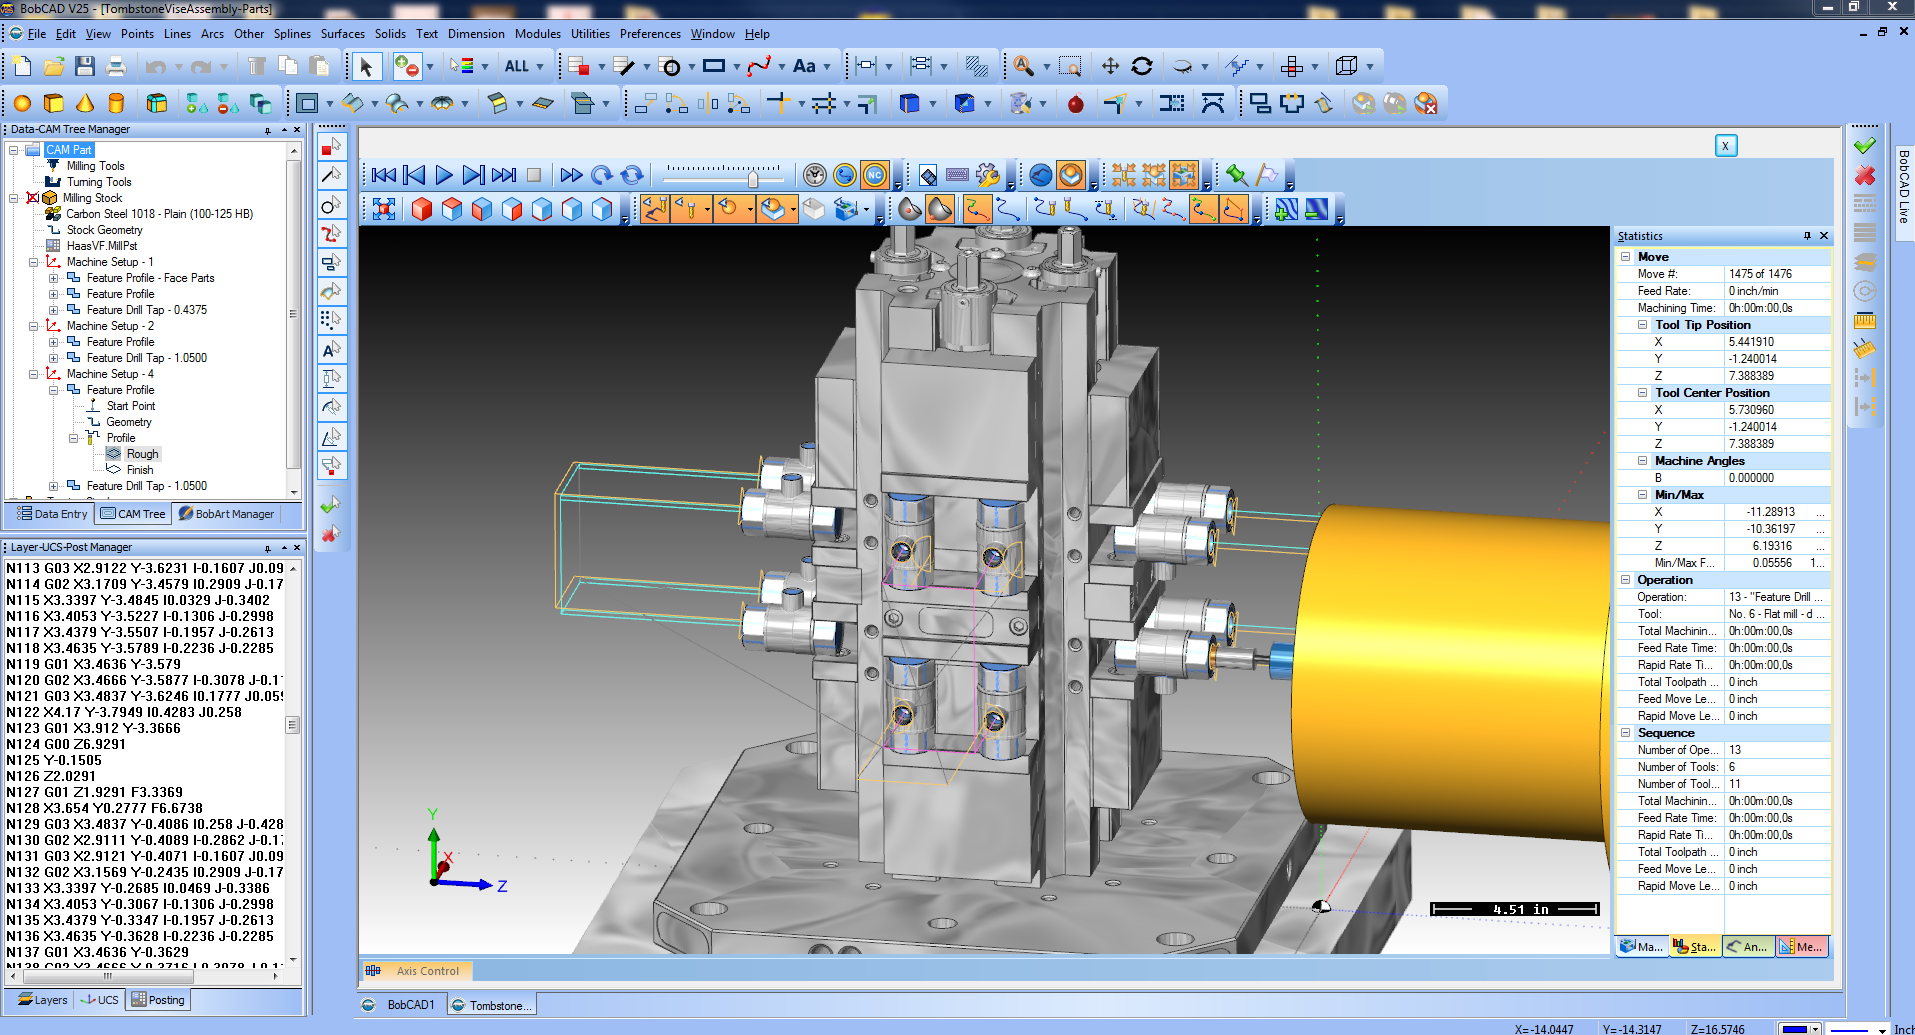 BobCAD V25 - [TombstoneViseAssembly-Parts]
File Edit View Points Lines Arcs Other Splines Surfaces Solids Text Dimension Modules Utilities Preferences Window Help
ALL
Aa
Data-CAM Tree Manager
CAM Part
Milling Tools
Turning Tools
Milling Stock
Carbon Steel 1018 - Plain (100-125 HB)
Stock Geometry
HaasVF.MillPst
Machine Setup - 1
Feature Profile - Face Parts
Feature Profile
Feature Drill Tap - 0.4375
Machine Setup - 2
Feature Profile
Feature Drill Tap - 1.0500
Machine Setup - 4
Feature Profile
Start Point
Geometry
Profile
Rough
Finish
Feature Drill Tap - 1.0500
Data Entry CAM Tree BobArt Manager
Layer-UCS-Post Manager
N113 G03 X2.9122 Y-3.6231 I-0.1607 J0.09
N114 G02 X3.1709 Y-3.4579 I0.2909 J-0.17
N115 X3.3397 Y-3.4845 I0.0329 J-0.3402
N116 X3.4053 Y-3.5227 I-0.1306 J-0.2998
N117 X3.4379 Y-3.5507 I-0.1957 J-0.2613
N118 X3.4635 Y-3.5789 I-0.2236 J-0.2285
N119 G01 X3.4636 Y-3.579
N120 G02 X3.4666 Y-3.5877 I-0.3078 J-0.1
N121 G03 X3.4837 Y-3.6246 I0.1777 J0.05
N122 X4.17 Y-3.7949 I0.4283 J0.258
N123 G01 X3.912 Y-3.3666
N124 G00 Z6.9291
N125 Y-0.1505
N126 Z2.0291
N127 G01 Z1.9291 F3.3369
N128 X3.654 Y0.2777 F6.6738
N129 G03 X3.4837 Y-0.4086 I0.258 J-0.428
N130 G02 X2.9111 Y-0.4089 I-0.2862 J-0.1
N131 G03 X2.9121 Y-0.4071 I-0.1607 J0.09
N132 G02 X3.1569 Y-0.2435 I0.2909 J-0.17
N133 X3.3397 Y-0.2685 I0.0469 J-0.3386
N134 X3.4053 Y-0.3067 I-0.1306 J-0.2998
N135 X3.4379 Y-0.3347 I-0.1957 J-0.2613
N136 X3.4635 Y-0.3628 I-0.2236 J-0.2285
N137 G01 X3.4636 Y-0.3629
Layers UCS Posting
NC
X
Y
X
Z
4.51 in
Axis Control
BobCAD1 Tombstone...
Statistics
Move
Move #: 1475 of 1476
Feed Rate: 0 inch/min
Machining Time: 0h:00m:00,0s
Tool Tip Position
X 5.441910
Y -1.240014
Z 7.388389
Tool Center Position
X 5.730960
Y -1.240014
Z 7.388389
Machine Angles
B 0.000000
Min/Max
X -11.28913 ...
Y -10.36197 ...
Z 6.19316 ...
Min/Max F... 0.05556 1...
Operation
Operation: 13 - "Feature Drill ...
Tool: No. 6 - Flat mill - d ...
Total Machinin... 0h:00m:00,0s
Feed Rate Time: 0h:00m:00,0s
Rapid Rate Ti... 0h:00m:00,0s
Total Toolpath ... 0 inch
Feed Move Le... 0 inch
Rapid Move Le... 0 inch
Sequence
Number of Ope... 13
Number of Tools: 6
Number of Tool... 11
Total Machinin... 0h:00m:00,0s
Feed Rate Time: 0h:00m:00,0s
Rapid Rate Ti... 0h:00m:00,0s
Total Toolpath ... 0 inch
Feed Move Le... 0 inch
Rapid Move Le... 0 inch
Ma... Sta... An... Me...
BobCAD Live
X=-14.0447 Y=-14.3147 Z=16.5746 Inch